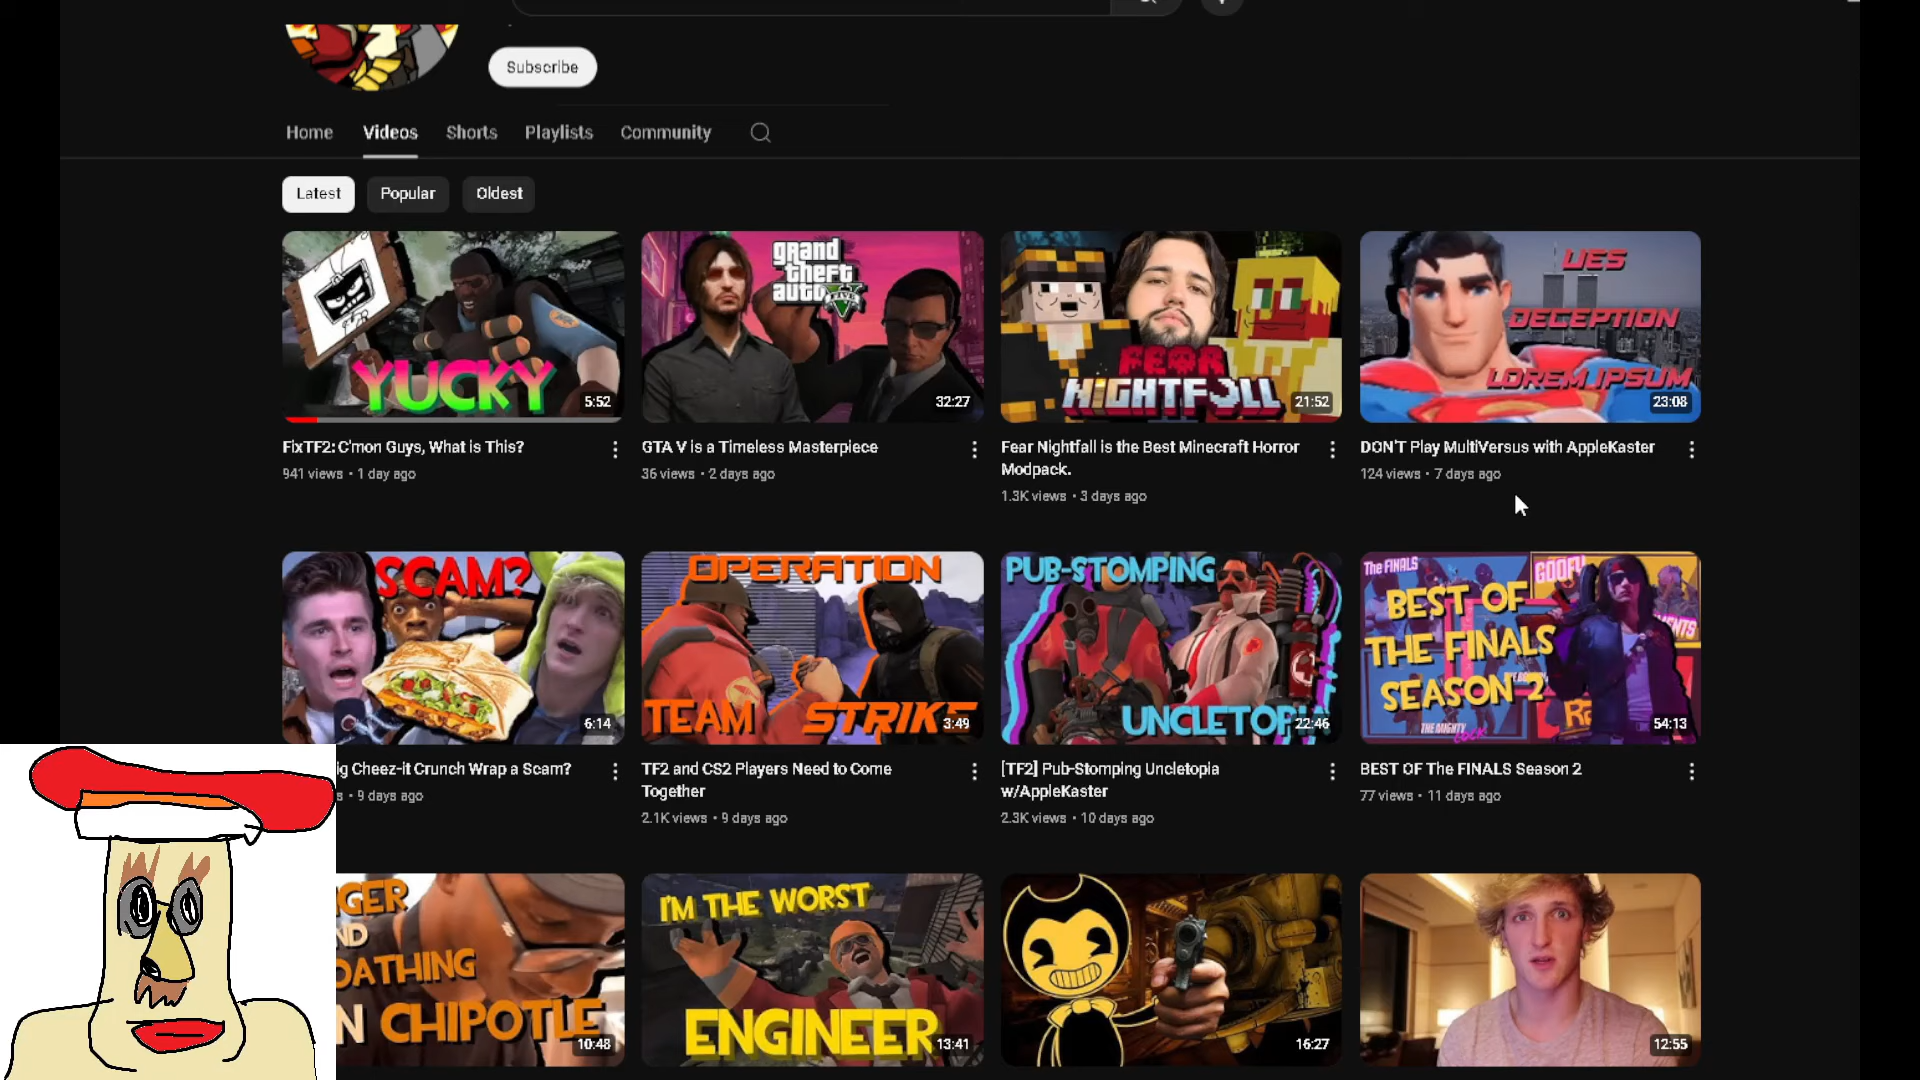 Subscribe
Home Videos Shorts Playlists Community
Latest Popular Oldest
YUCKY
5:52
grand
theft
auto
FIVE
32:27
FEAR
NIGHTFALL
21:52
LIES
DECEPTION
LOREM IPSUM
23:08
FixTF2: C'mon Guys, What is This?
941 views • 1 day ago
GTA V is a Timeless Masterpiece
36 views • 2 days ago
Fear Nightfall is the Best Minecraft Horror
Modpack.
1.3K views • 3 days ago
DON'T Play MultiVersus with AppleKaster
124 views • 7 days ago
SCAM?
6:14
OPERATION
TEAM STRIKE
3:49
PUB-STOMPING
UNCLETOPIA
22:46
The FINALS
GOOFY
BEST OF
THE FINALS
SEASON 2
54:13
ig Cheez-it Crunch Wrap a Scam?
s • 9 days ago
TF2 and CS2 Players Need to Come
Together
2.1K views • 9 days ago
[TF2] Pub-Stomping Uncletopia
w/AppleKaster
2.3K views • 10 days ago
BEST OF The FINALS Season 2
77 views • 11 days ago
NGER
ND
OATHING
N CHIPOTLE
10:48
I'M THE WORST
ENGINEER
13:41
16:27
12:55